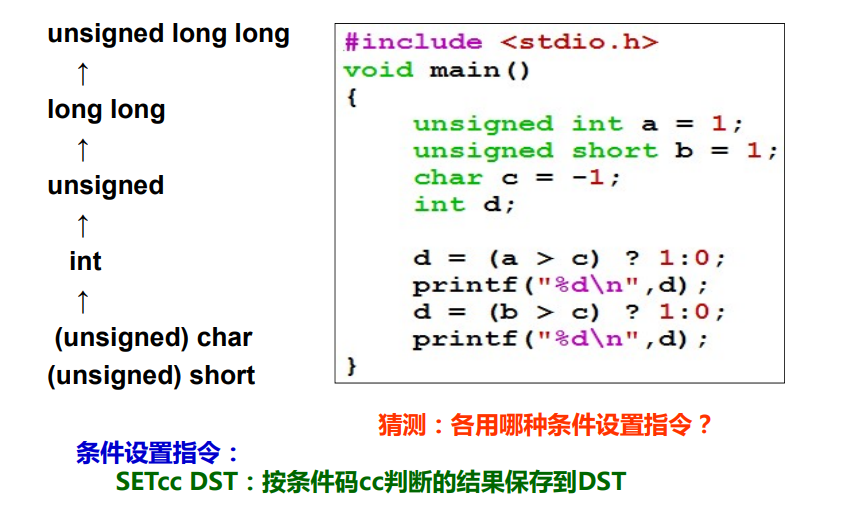 unsigned long long
↑
long long
↑
unsigned
↑
int
↑
(unsigned) char
(unsigned) short
#include <stdio.h>
void main()
{
unsigned int a = 1;
unsigned short b = 1;
char c = -1;
int d;
d = (a > c) ? 1:0;
printf("%d\n",d);
d = (b > c) ? 1:0;
printf("%d\n",d);
}
猜测：各用哪种条件设置指令？
条件设置指令：
SETcc DST：按条件码cc判断的结果保存到DST